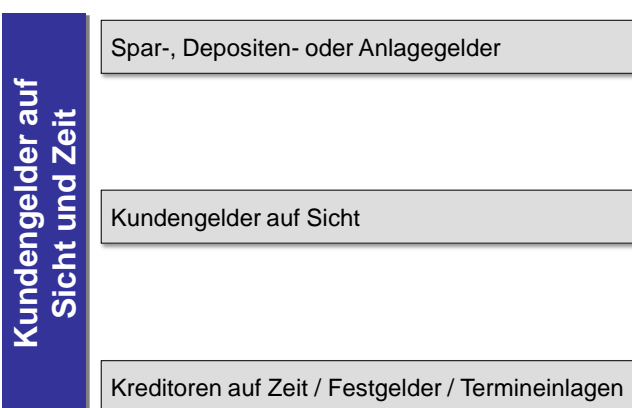 Kundengelder auf
Sicht und Zeit
Spar-, Depositen- oder Anlagegelder
Kundengelder auf Sicht
Kreditoren auf Zeit / Festgelder / Termineinlagen